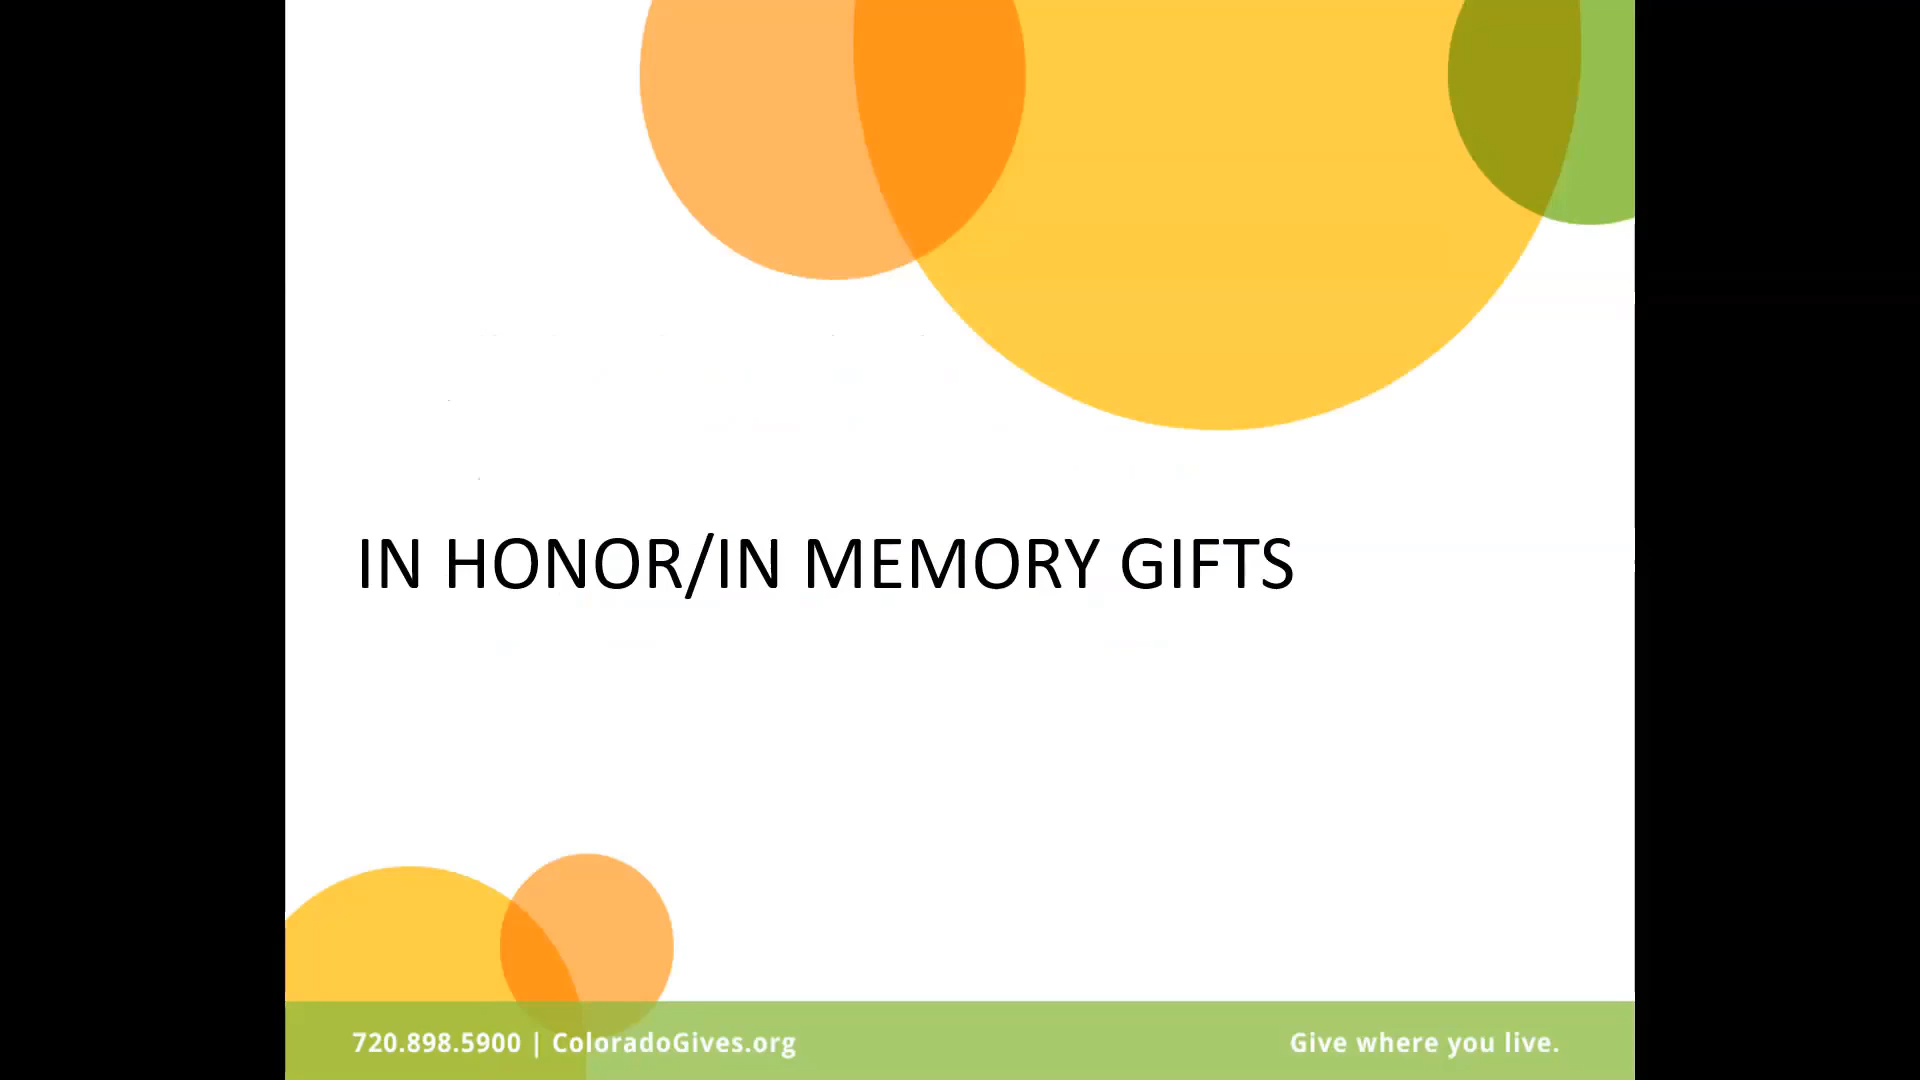 IN HONOR/IN MEMORY GIFTS
720.898.5900 | ColoradoGives.org
Give where you live.